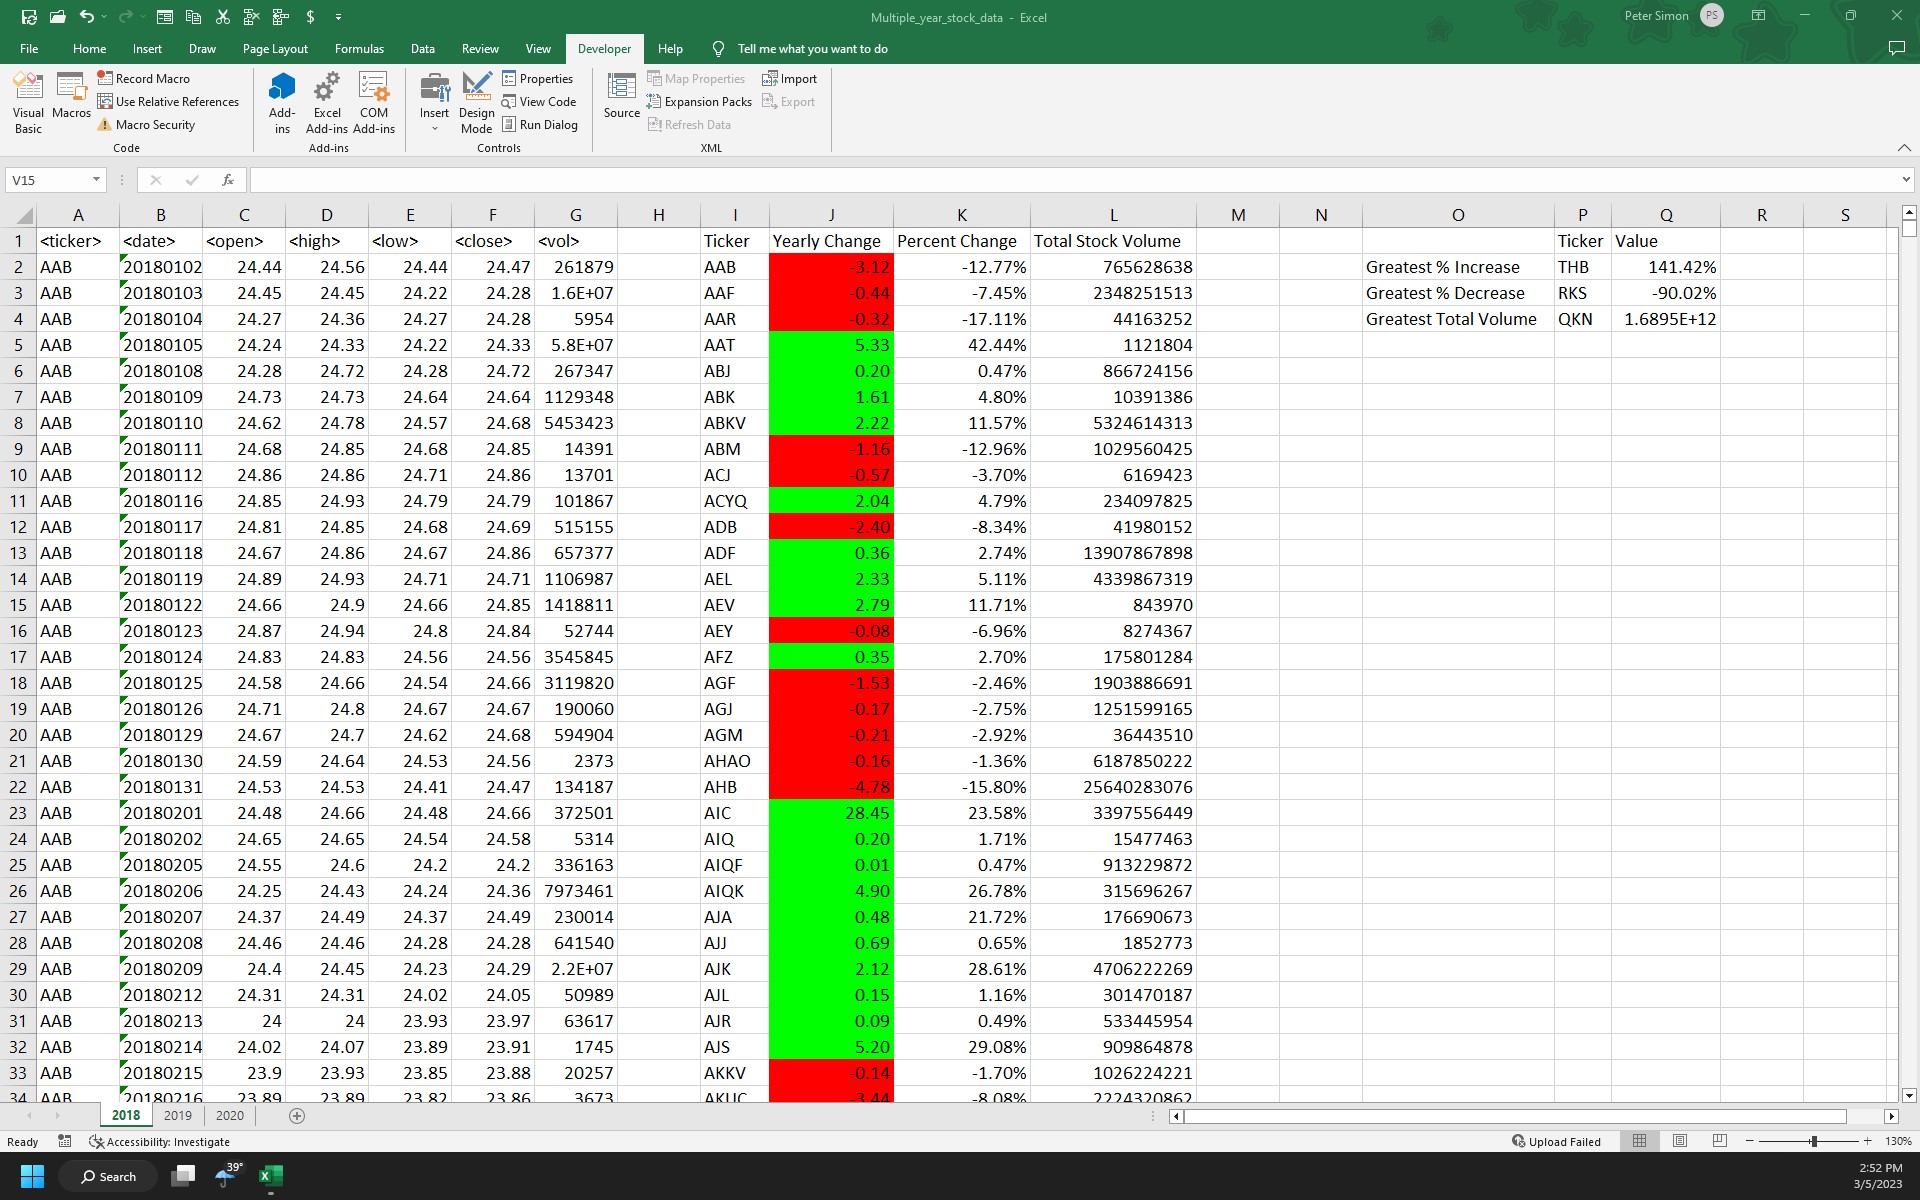 Multiple_year_stock_data - Excel
Peter Simon PS
File Home Insert Draw Page Layout Formulas Data Review View Developer Help Tell me what you want to do
Visual Basic
Macros
Record Macro
Use Relative References
Macro Security
Code
Add-ins
Excel Add-ins
COM Add-ins
Add-ins
Insert
Design Mode
Properties
View Code
Run Dialog
Controls
Source
Map Properties
Expansion Packs
Refresh Data
Import
Export
XML
V15
fx
A B C D E F G H I J K L M N O P Q R S
1 <ticker> <date> <open> <high> <low> <close> <vol> Ticker Yearly Change Percent Change Total Stock Volume Ticker Value
2 AAB 20180102 24.44 24.56 24.44 24.47 261879 AAB -3.12 -12.77% 765628638 Greatest % Increase THB 141.42%
3 AAB 20180103 24.45 24.45 24.22 24.28 1.6E+07 AAF -0.44 -7.45% 2348251513 Greatest % Decrease RKS -90.02%
4 AAB 20180104 24.27 24.36 24.27 24.28 5954 AAR -0.32 -17.11% 44163252 Greatest Total Volume QKN 1.6895E+12
5 AAB 20180105 24.24 24.33 24.22 24.33 5.8E+07 AAT 5.33 42.44% 1121804
6 AAB 20180108 24.28 24.72 24.28 24.72 267347 ABJ 0.20 0.47% 866724156
7 AAB 20180109 24.73 24.73 24.64 24.64 1129348 ABK 1.61 4.80% 10391386
8 AAB 20180110 24.62 24.78 24.57 24.68 5453423 ABKV 2.22 11.57% 5324614313
9 AAB 20180111 24.68 24.85 24.68 24.85 14391 ABM -1.16 -12.96% 1029560425
10 AAB 20180112 24.86 24.86 24.71 24.86 13701 ACJ -0.57 -3.70% 6169423
11 AAB 20180116 24.85 24.93 24.79 24.79 101867 ACYQ 2.04 4.79% 234097825
12 AAB 20180117 24.81 24.85 24.68 24.69 515155 ADB -2.40 -8.34% 41980152
13 AAB 20180118 24.67 24.86 24.67 24.86 657377 ADF 0.36 2.74% 13907867898
14 AAB 20180119 24.89 24.93 24.71 24.71 1106987 AEL 2.33 5.11% 4339867319
15 AAB 20180122 24.66 24.9 24.66 24.85 1418811 AEV 2.79 11.71% 843970
16 AAB 20180123 24.87 24.94 24.8 24.84 52744 AEY -0.08 -6.96% 8274367
17 AAB 20180124 24.83 24.83 24.56 24.56 3545845 AFZ 0.35 2.70% 175801284
18 AAB 20180125 24.58 24.66 24.54 24.66 3119820 AGF -1.53 -2.46% 1903886691
19 AAB 20180126 24.71 24.8 24.67 24.67 190060 AGJ -0.17 -2.75% 1251599165
20 AAB 20180129 24.67 24.7 24.62 24.68 594904 AGM -0.21 -2.92% 36443510
21 AAB 20180130 24.59 24.64 24.53 24.56 2373 AHAO -0.16 -1.36% 6187850222
22 AAB 20180131 24.53 24.53 24.41 24.47 134187 AHB -4.78 -15.80% 25640283076
23 AAB 20180201 24.48 24.66 24.48 24.66 372501 AIC 28.45 23.58% 3397556449
24 AAB 20180202 24.65 24.65 24.54 24.58 5314 AIQ 0.20 1.71% 15477463
25 AAB 20180205 24.55 24.6 24.2 24.2 336163 AIQF 0.01 0.47% 913229872
26 AAB 20180206 24.25 24.43 24.24 24.36 7973461 AIQK 4.90 26.78% 315696267
27 AAB 20180207 24.37 24.49 24.37 24.49 230014 AJA 0.48 21.72% 176690673
28 AAB 20180208 24.46 24.46 24.28 24.28 641540 AJJ 0.69 0.65% 1852773
29 AAB 20180209 24.4 24.45 24.23 24.29 2.2E+07 AJK 2.12 28.61% 4706222269
30 AAB 20180212 24.31 24.31 24.02 24.05 50989 AJL 0.15 1.16% 301470187
31 AAB 20180213 24 24 23.93 23.97 63617 AJR 0.09 0.49% 533445954
32 AAB 20180214 24.02 24.07 23.89 23.91 1745 AJS 5.20 29.08% 909864878
33 AAB 20180215 23.9 23.93 23.85 23.88 20257 AKKV -0.14 -1.70% 1026224221
34 AAB 20180216 23.89 23.89 23.82 23.86 3673 AKUC -3.44 -8.08% 2224320862
2018 2019 2020
Ready Accessibility: Investigate Upload Failed 130%
39° Search
2:52 PM
3/5/2023